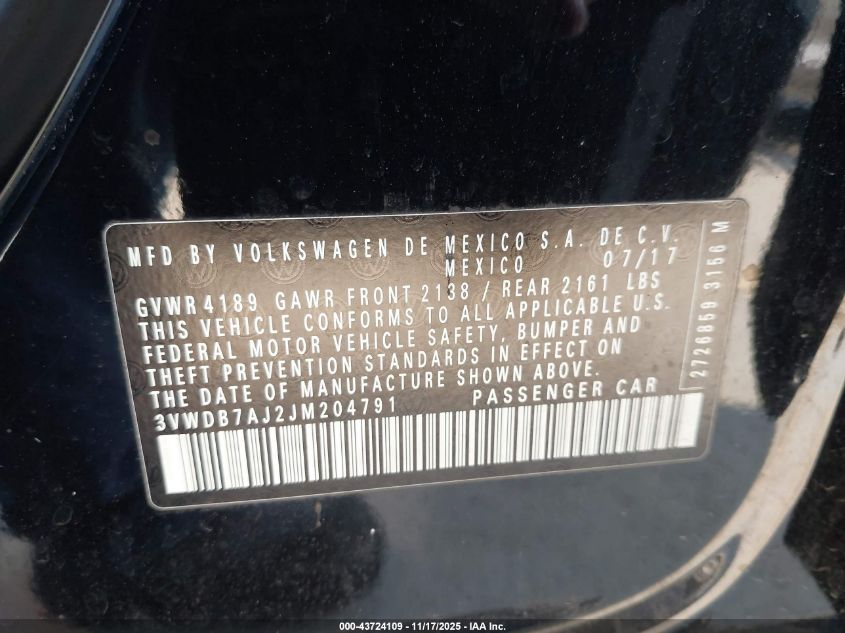 MFD BY VOLKSWAGEN DE MEXICO S.A. DE C.V.
MEXICO 07/17
GVWR 4189 GAWR FRONT 2138 / REAR 2161 LBS
THIS VEHICLE CONFORMS TO ALL APPLICABLE U.S.
FEDERAL MOTOR VEHICLE SAFETY, BUMPER AND
THEFT PREVENTION STANDARDS IN EFFECT ON
THE DATE OF MANUFACTURE SHOWN ABOVE.
3VWDB7AJ2JM204791 PASSENGER CAR
2726859 3156 M
000-43724109 - 11/17/2025 - IAA Inc.